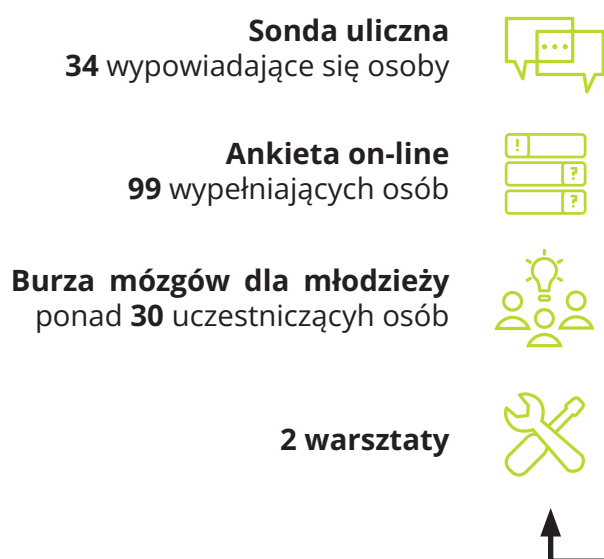 Sonda uliczna
34 wypowiadające się osoby
Ankieta on-line
99 wypełniających osób
Burza mózgów dla młodzieży
ponad 30 uczestniczącyh osób
2 warsztaty
! 
?
?